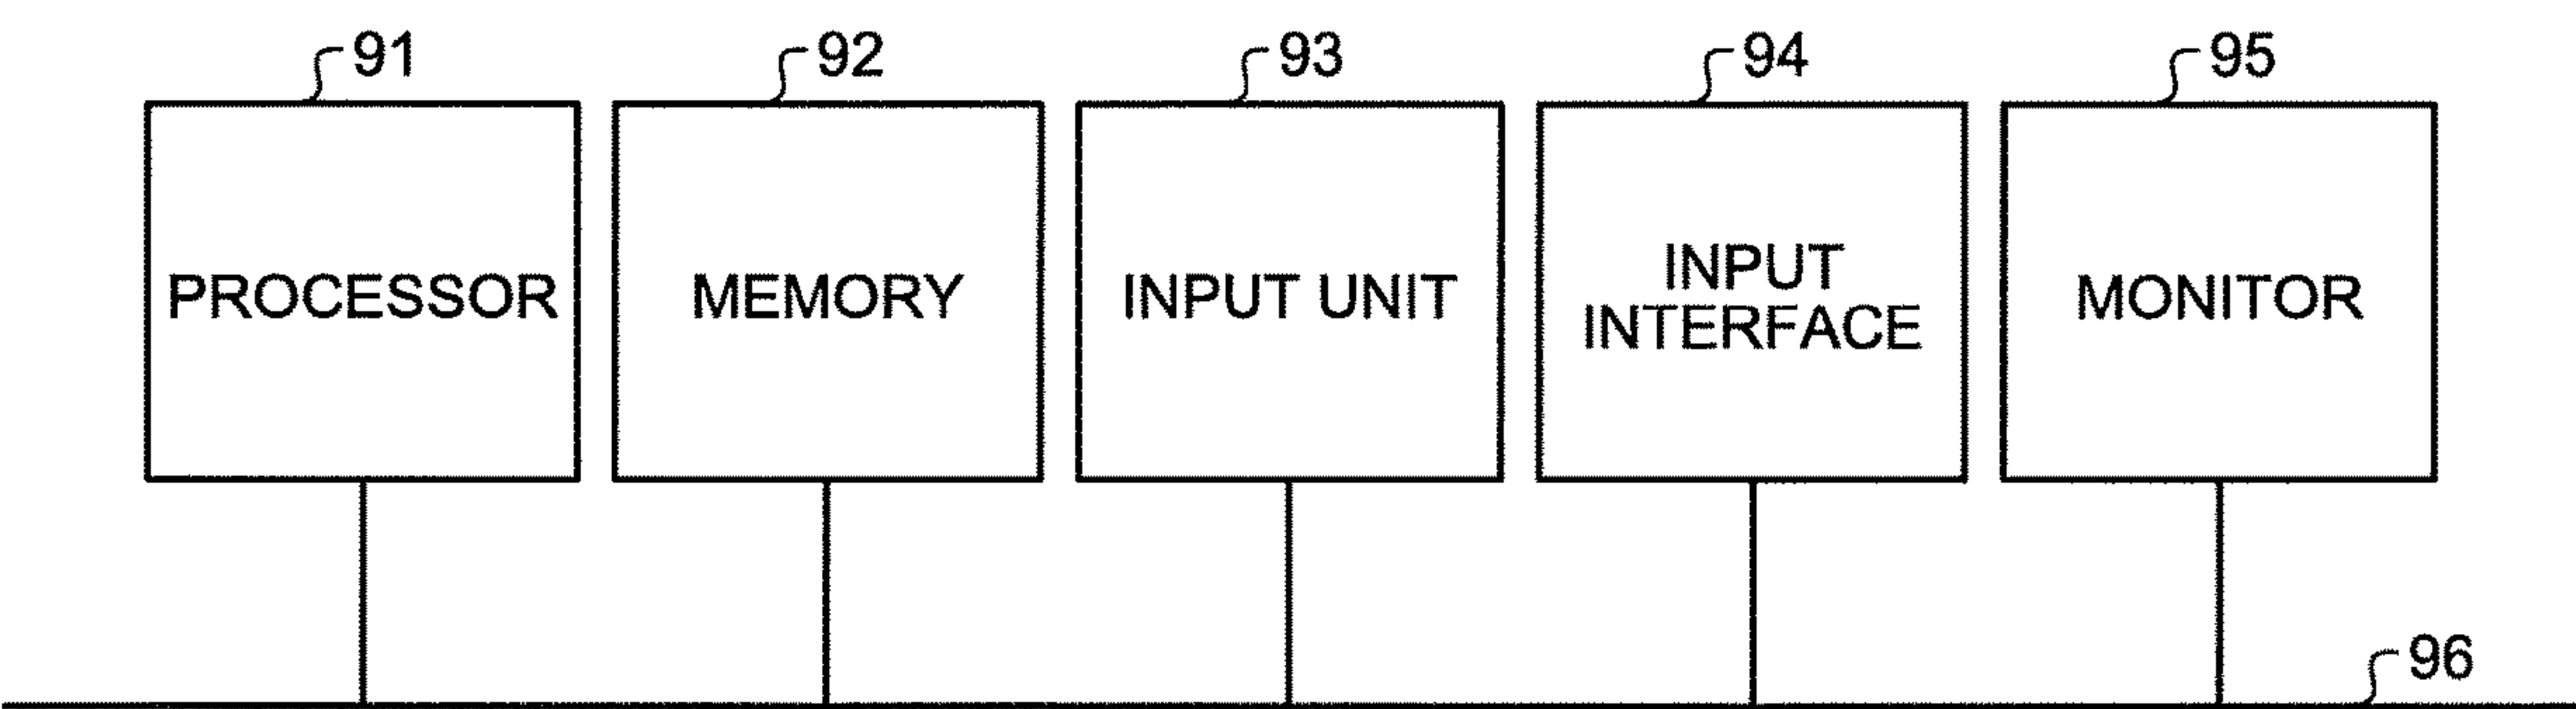 91 92 93 94 95
PROCESSOR MEMORY INPUT UNIT INPUT INTERFACE MONITOR
96